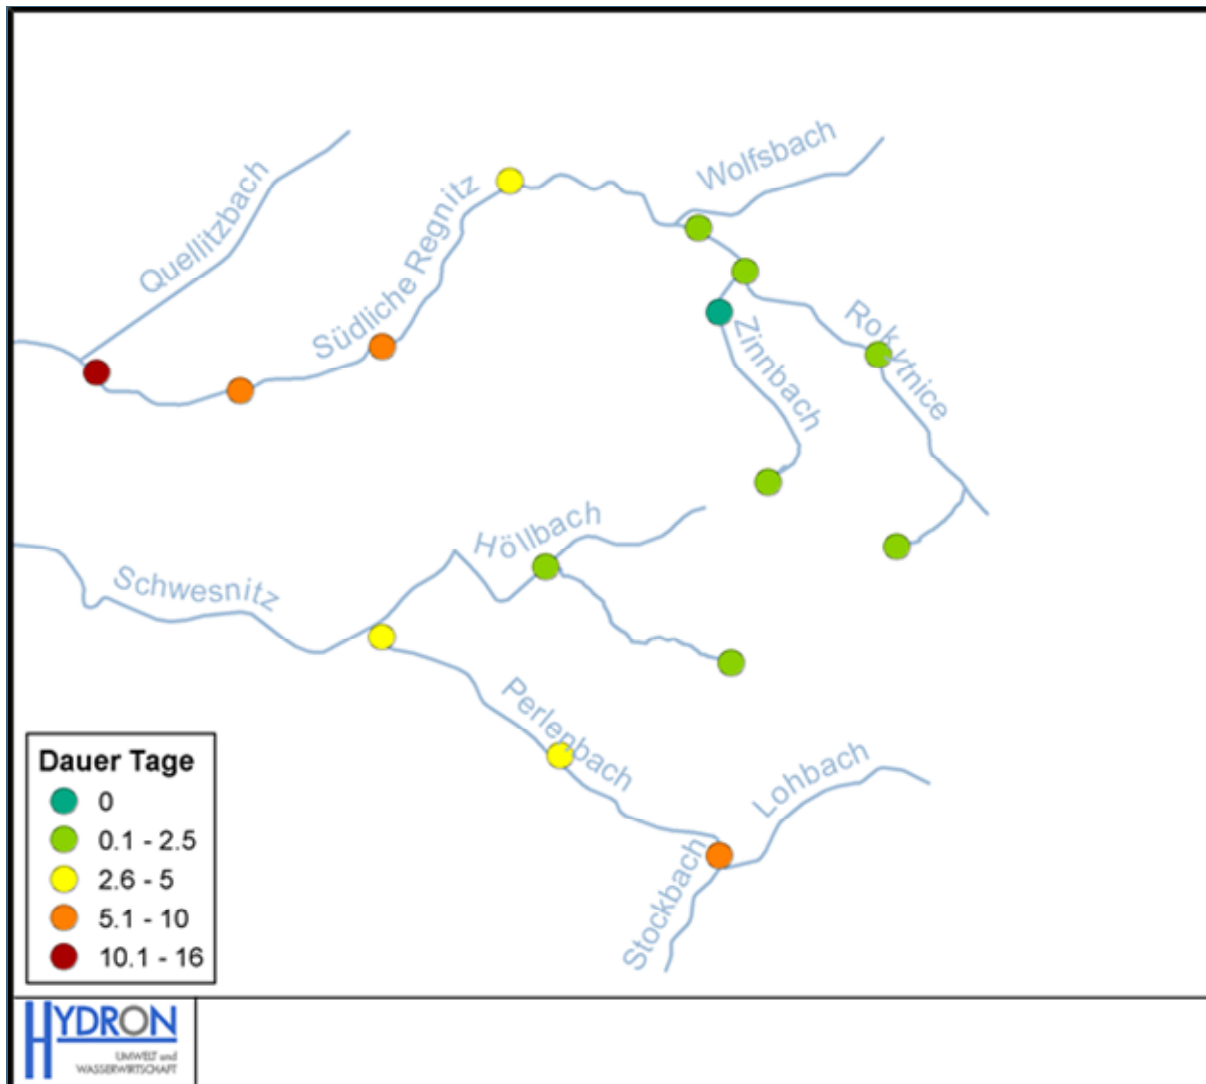 Wolfsbach
Quellitzbach
Südliche Regnitz
Rokytnice
Zinnbach
Höllbach
Schwesnitz
Perlenbach
Lohbach
Stockbach
Dauer Tage
0
0.1 - 2.5
2.6 - 5
5.1 - 10
10.1 - 16
HYDRON
UMWELT und
WASSERWIRTSCHAFT